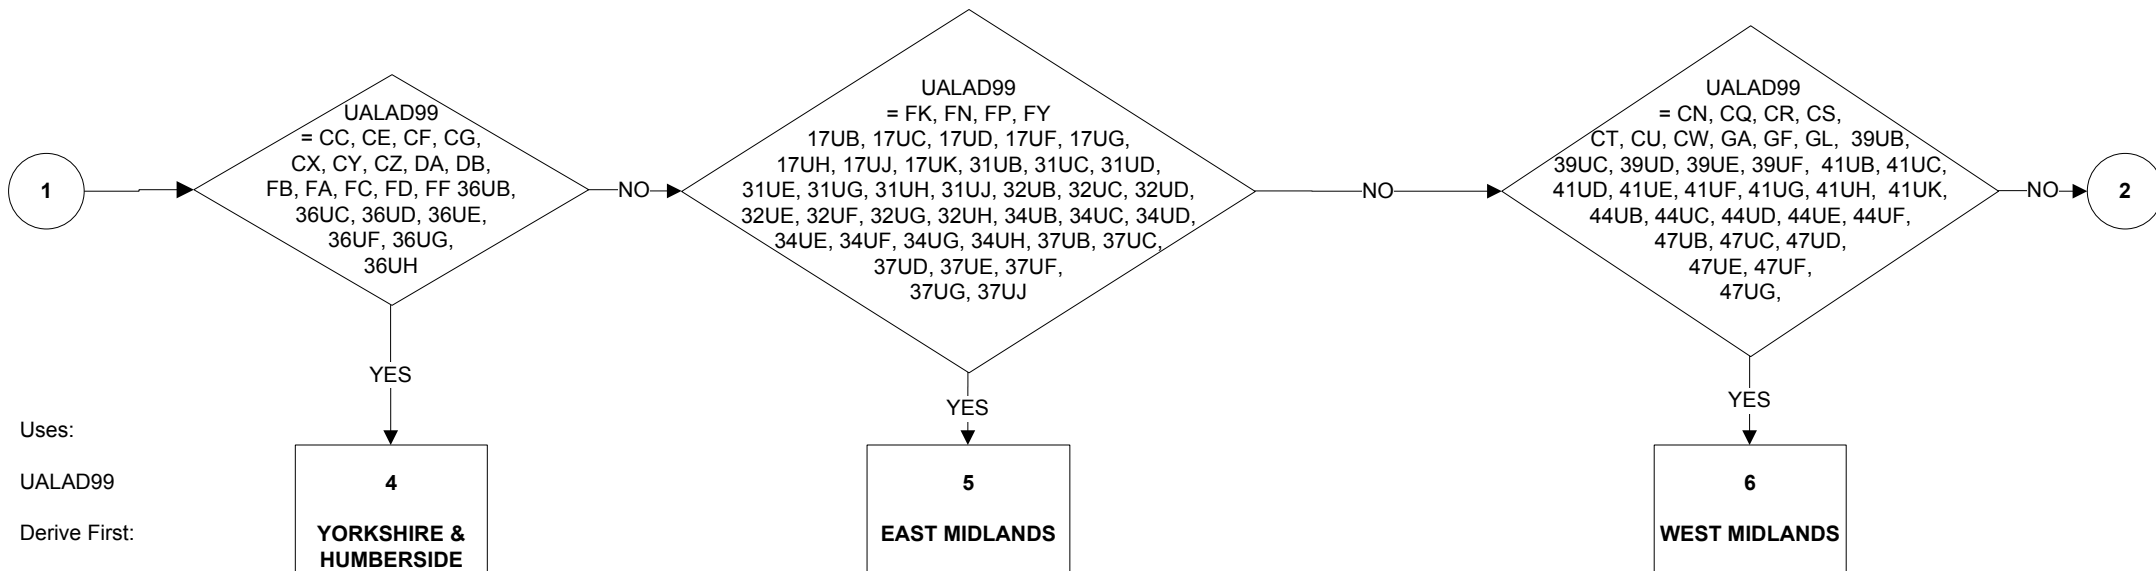 1
UALAD99
= CC, CE, CF, CG,
CX, CY, CZ, DA, DB,
FB, FA, FC, FD, FF 36UB,
36UC, 36UD, 36UE,
36UF, 36UG,
36UH
NO
UALAD99
= FK, FN, FP, FY
17UB, 17UC, 17UD, 17UF, 17UG,
17UH, 17UJ, 17UK, 31UB, 31UC, 31UD,
31UE, 31UG, 31UH, 31UJ, 32UB, 32UC, 32UD,
32UE, 32UF, 32UG, 32UH, 34UB, 34UC, 34UD,
34UE, 34UF, 34UG, 34UH, 37UB, 37UC,
37UD, 37UE, 37UF,
37UG, 37UJ
NO
UALAD99
= CN, CQ, CR, CS,
CT, CU, CW, GA, GF, GL, 39UB,
39UC, 39UD, 39UE, 39UF, 41UB, 41UC,
41UD, 41UE, 41UF, 41UG, 41UH, 41UK,
44UB, 44UC, 44UD, 44UE, 44UF,
47UB, 47UC, 47UD,
47UE, 47UF,
47UG,
NO
2
YES
YES
YES
Uses:
UALAD99
Derive First:
4
YORKSHIRE &
HUMBERSIDE
5
EAST MIDLANDS
6
WEST MIDLANDS